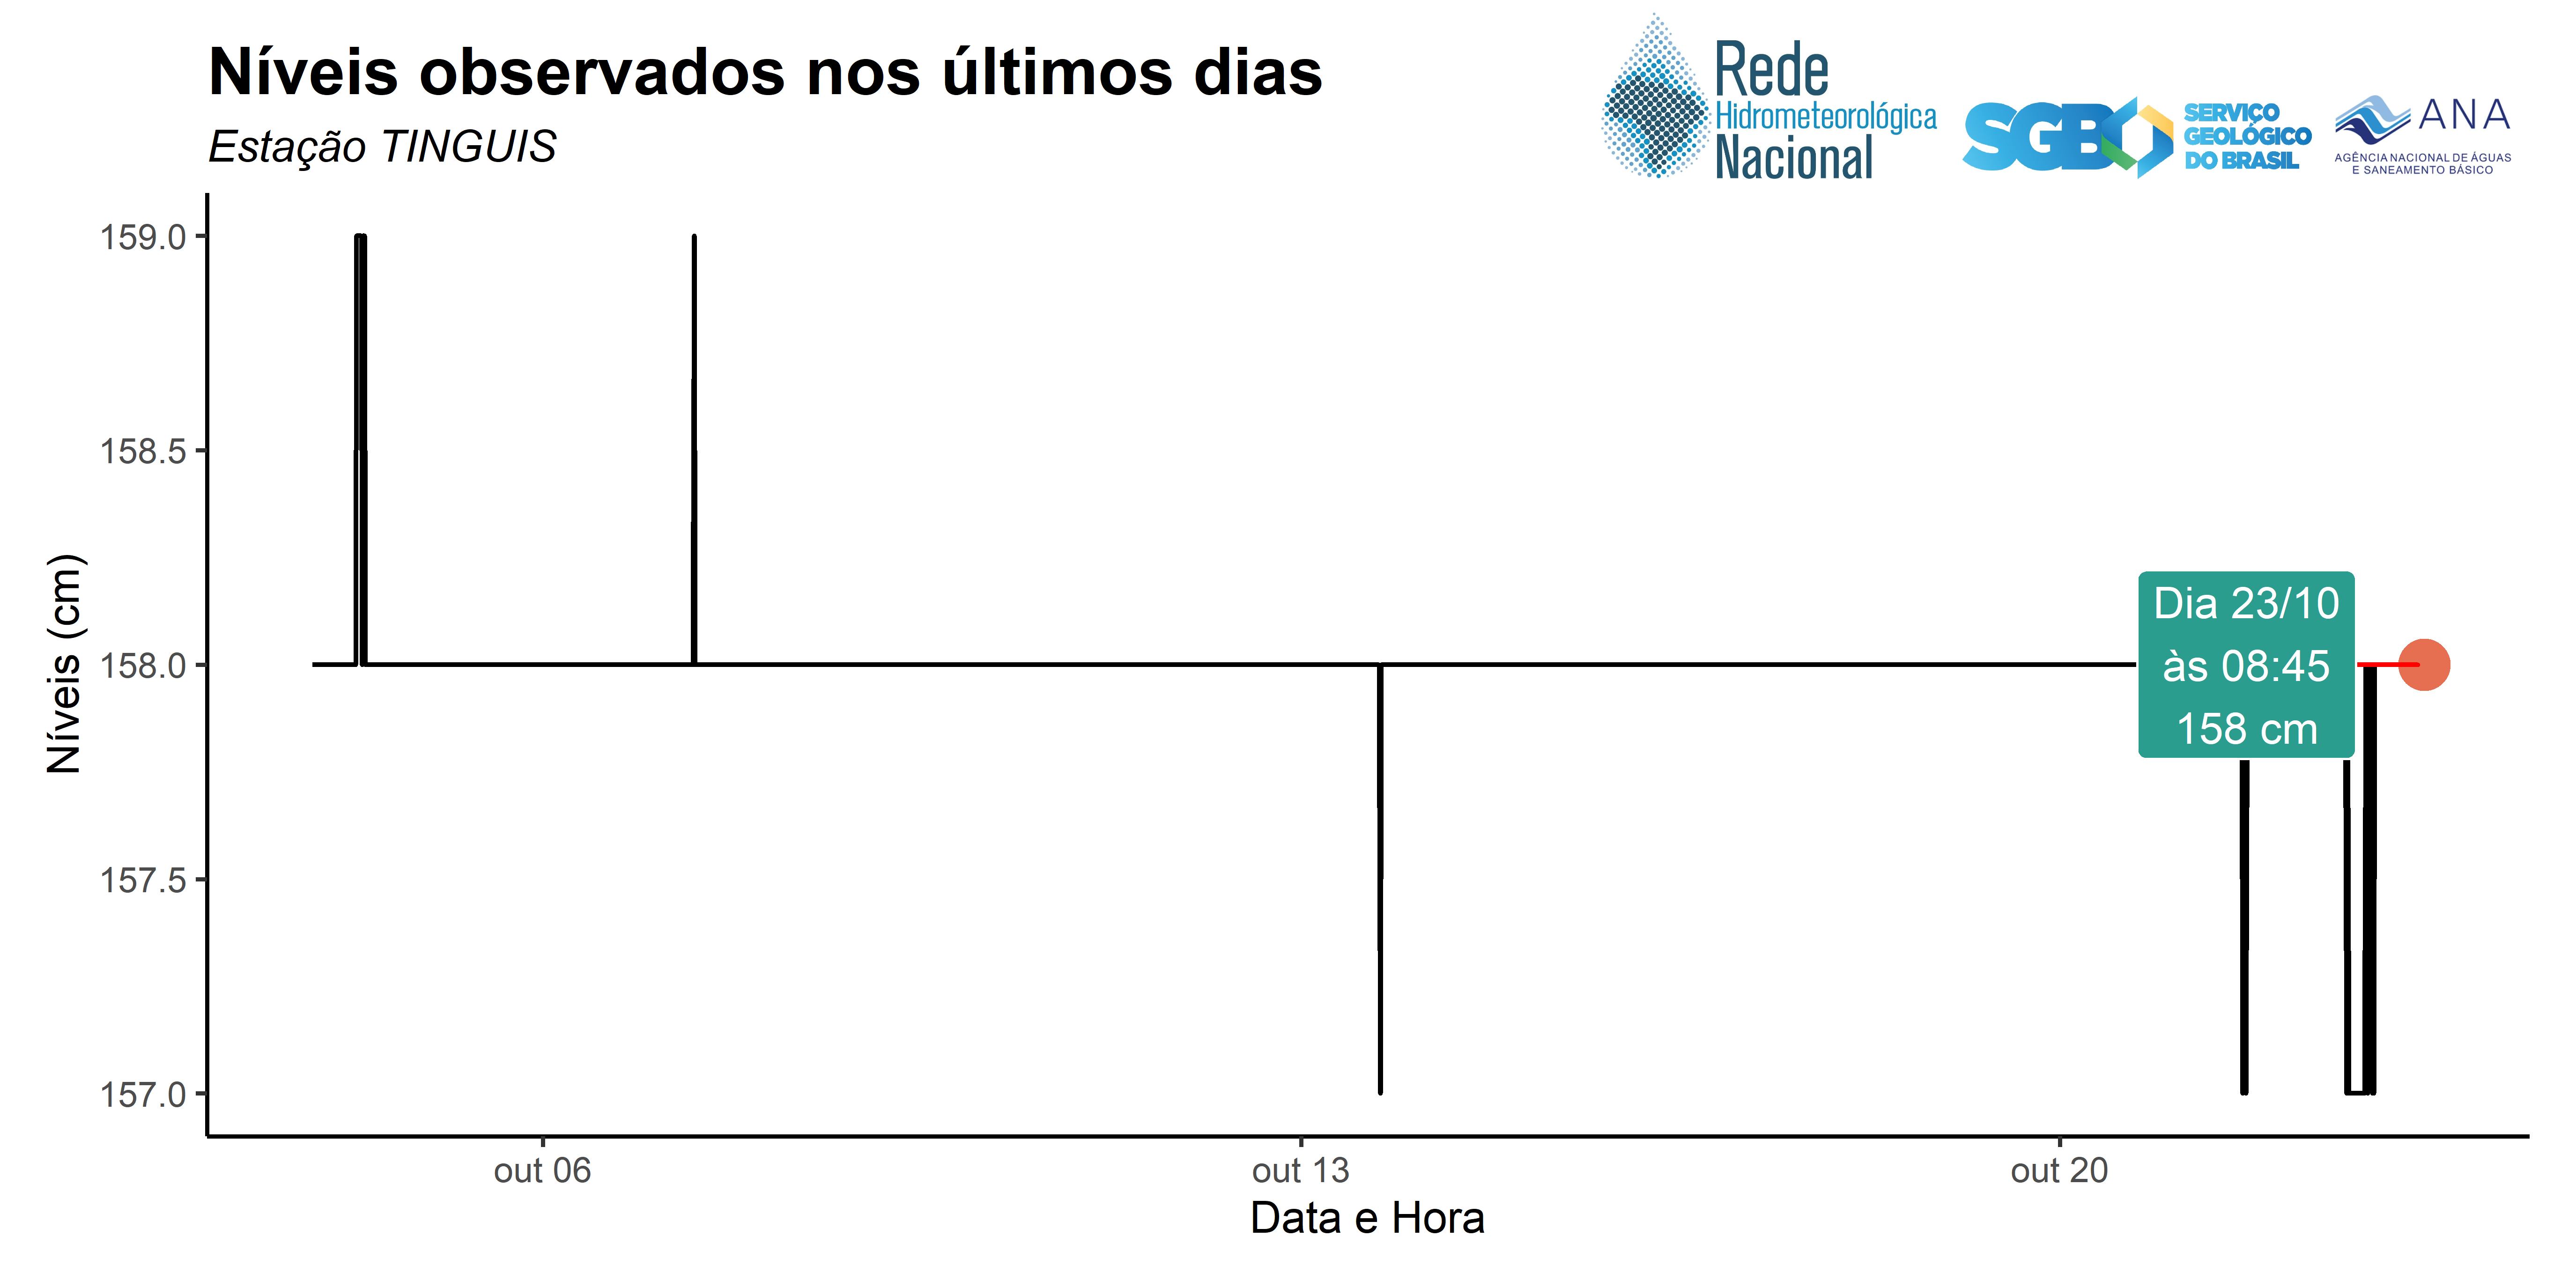 Níveis observados nos últimos dias
Estação TINGUIS
Rede
Hidrometeorológica
Nacional
SGB
SERVIÇO
GEOLÓGICO
DO BRASIL
ANA
AGÊNCIA NACIONAL DE ÁGUAS
E SANEAMENTO BÁSICO
Níveis (cm)
159.0
158.5
158.0
157.5
157.0
Dia 23/10
às 08:45
158 cm
out 06
out 13
out 20
Data e Hora